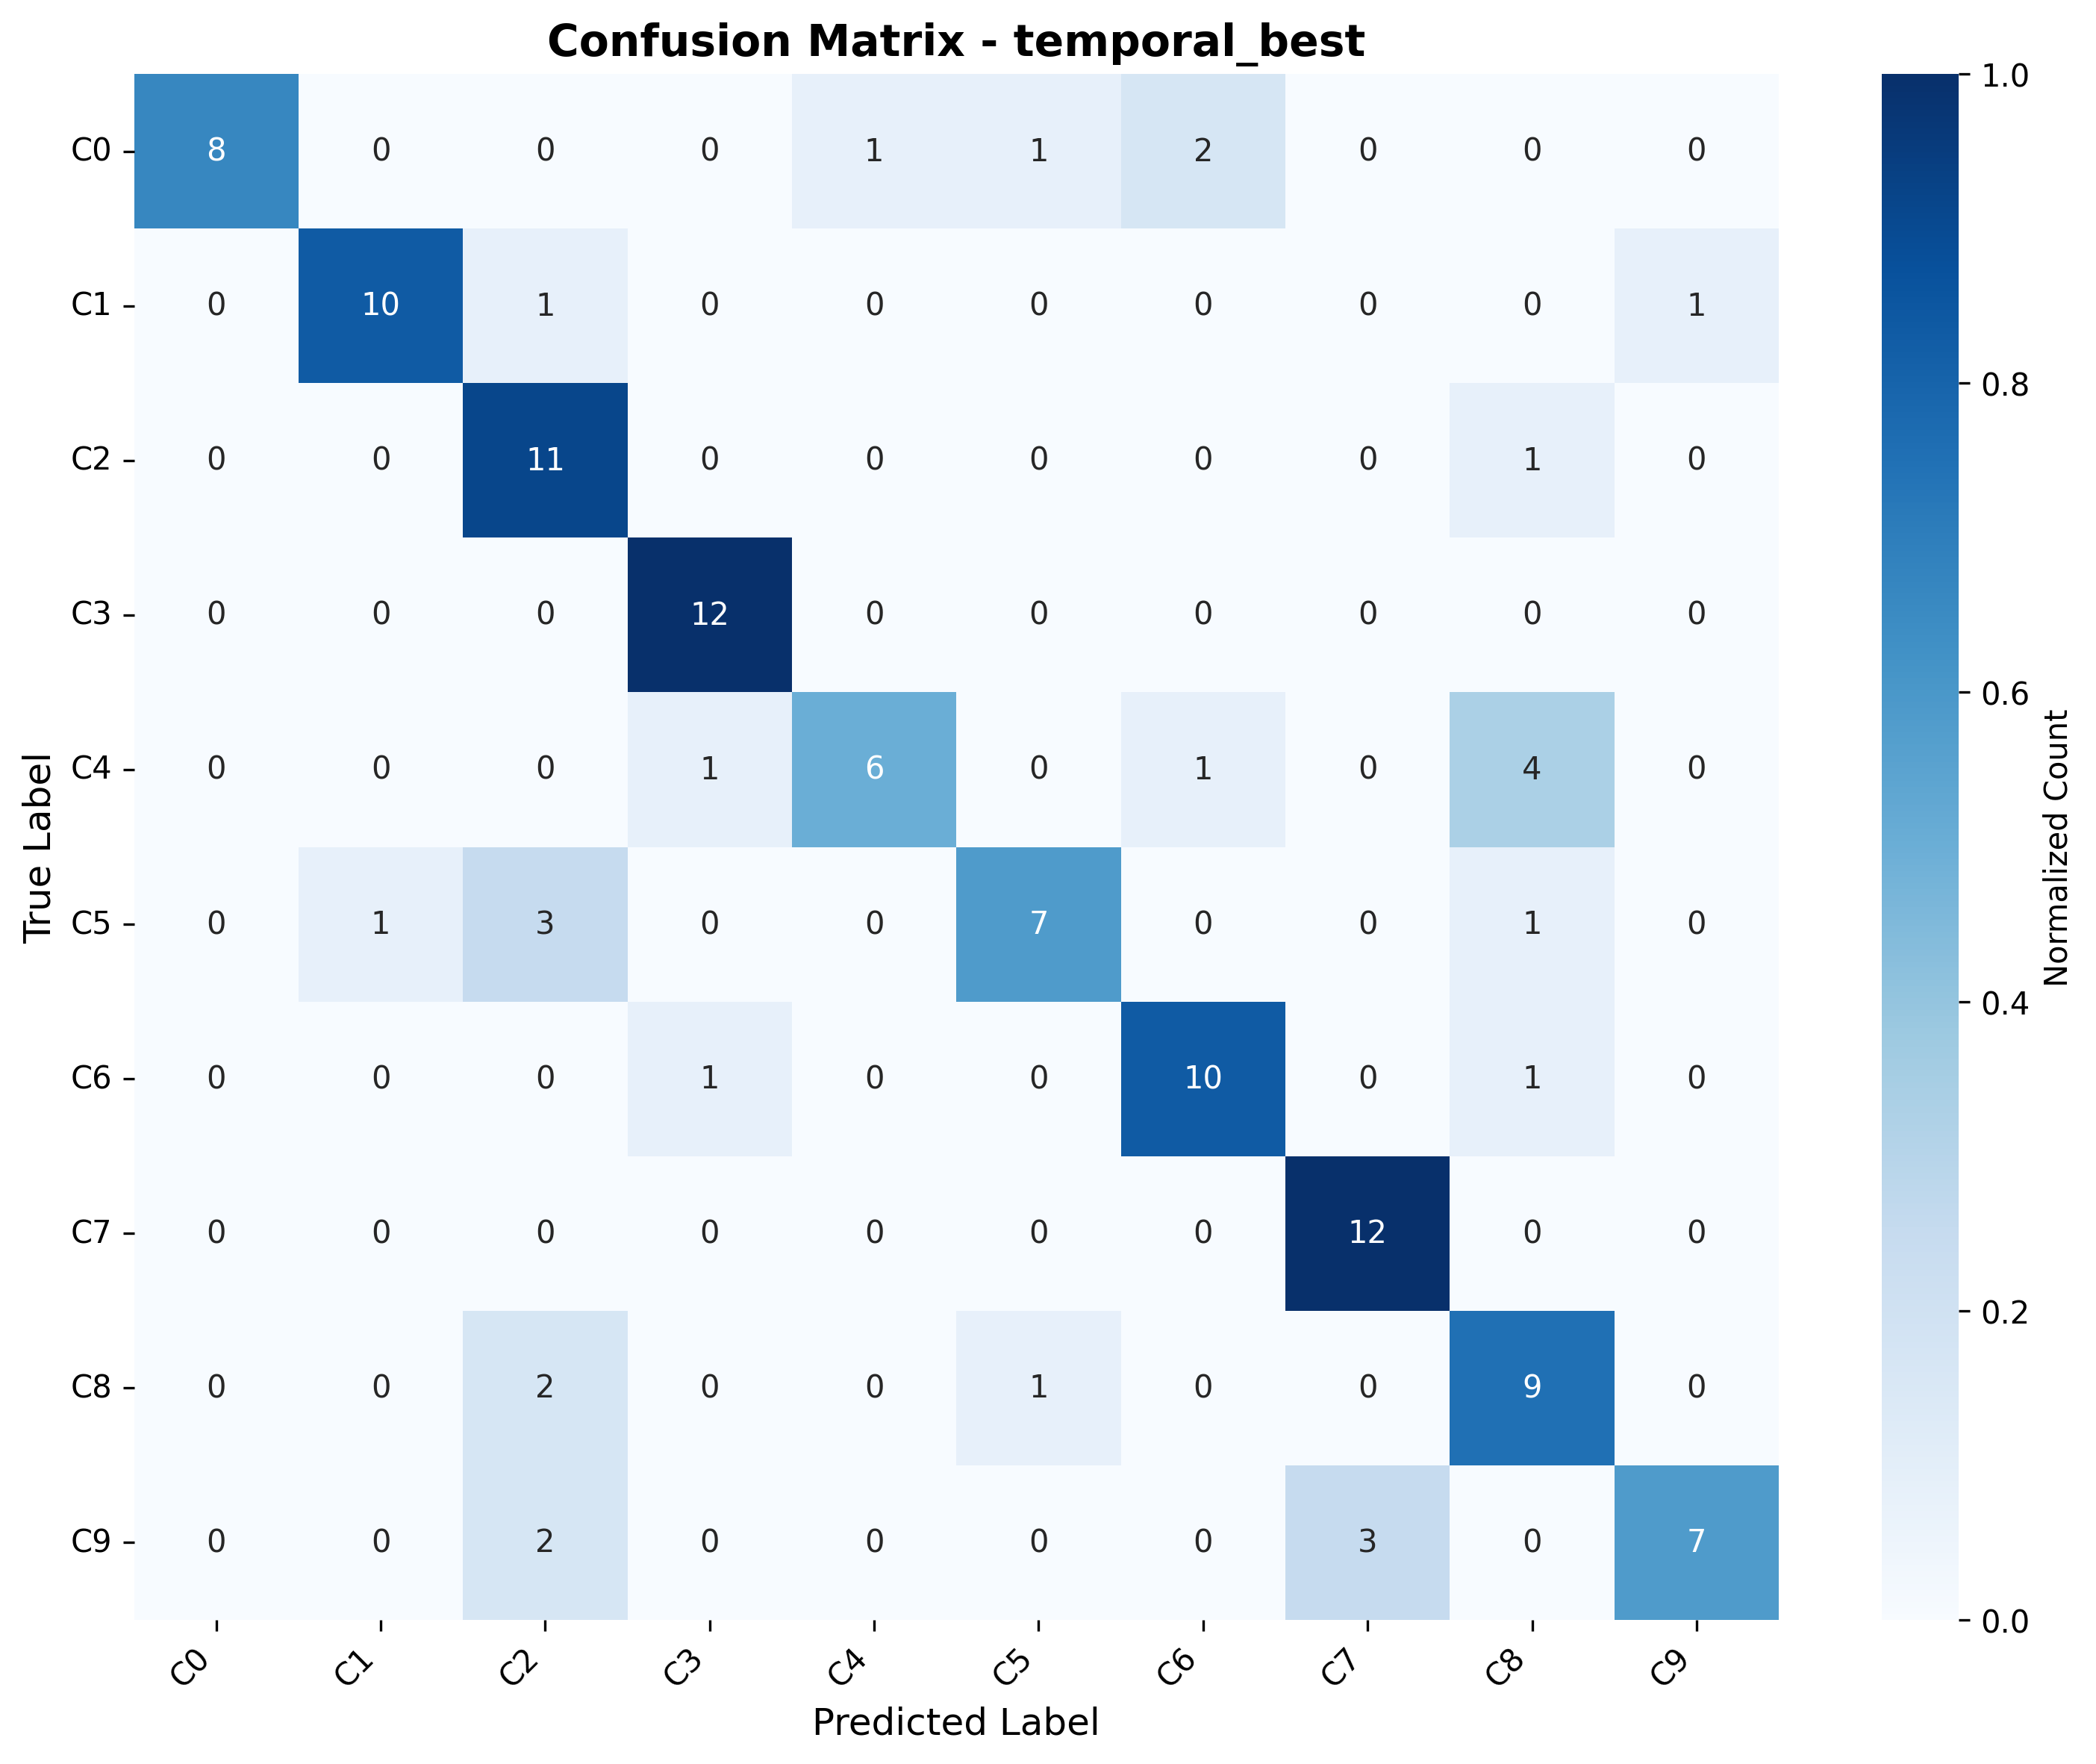 Confusion Matrix - temporal_best
True Label
C0 8 0 0 0 1 1 2 0 0 0
C1 0 10 1 0 0 0 0 0 0 1
C2 0 0 11 0 0 0 0 0 1 0
C3 0 0 0 12 0 0 0 0 0 0
C4 0 0 0 1 6 0 1 0 4 0
C5 0 1 3 0 0 7 0 0 1 0
C6 0 0 0 1 0 0 10 0 1 0
C7 0 0 0 0 0 0 0 12 0 0
C8 0 0 2 0 0 1 0 0 9 0
C9 0 0 2 0 0 0 0 3 0 7
C0 C1 C2 C3 C4 C5 C6 C7 C8 C9
Predicted Label
1.0
0.8
0.6
0.4
0.2
0.0
Normalized Count